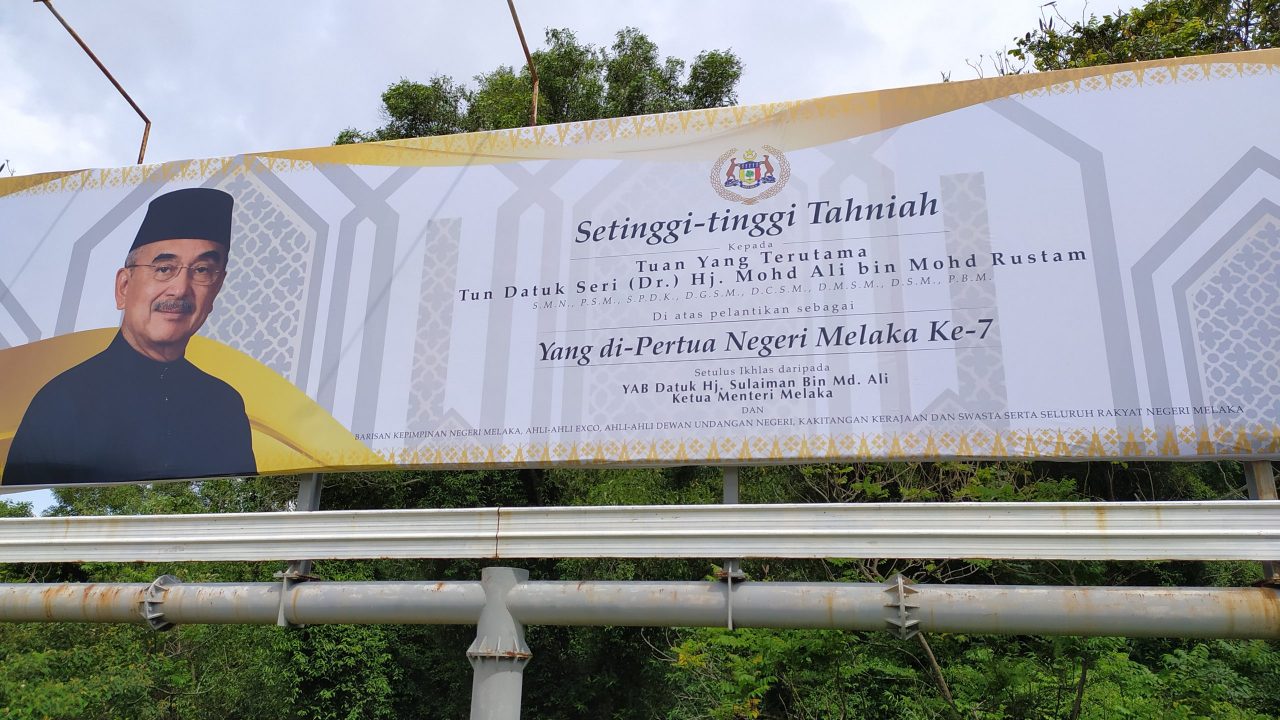 Setinggi-tinggi Tahniah
Kepada
Tuan Yang Terutama
Tun Datuk Seri (Dr.) Hj. Mohd Ali bin Mohd Rustam
S.M.N., P.S.M., S.P.D.K., D.G.S.M., D.C.S.M., D.M.S.M., D.S.M., P.B.M.
Di atas pelantikan sebagai
Yang di-Pertua Negeri Melaka Ke-7
Setulus Ikhlas daripada
YAB Datuk Hj. Sulaiman Bin Md. Ali
Ketua Menteri Melaka
DAN
BARISAN KEPIMPINAN NEGERI MELAKA, AHLI-AHLI EXCO, AHLI-AHLI DEWAN UNDANGAN NEGERI, KAKITANGAN KERAJAAN DAN SWASTA SERTA SELURUH RAKYAT NEGERI MELAKA